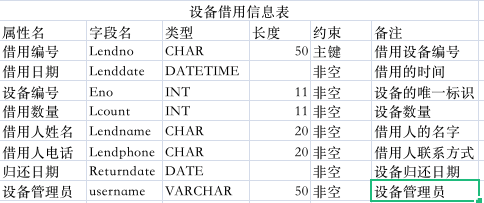 设备借用信息表
属性名 字段名 类型 长度 约束 备注
借用编号 Lendno CHAR 50 主键 借用设备编号
借用日期 Lenddate DATETIME 非空 借用的时间
设备编号 Eno INT 11 非空 设备的唯一标识
借用数量 Lcount INT 11 非空 设备数量
借用人姓名 Lendname CHAR 20 非空 借用人的名字
借用人电话 Lendphone CHAR 20 非空 借用人联系方式
归还日期 Returndate DATE 非空 设备归还日期
设备管理员 username VARCHAR 50 非空 设备管理员